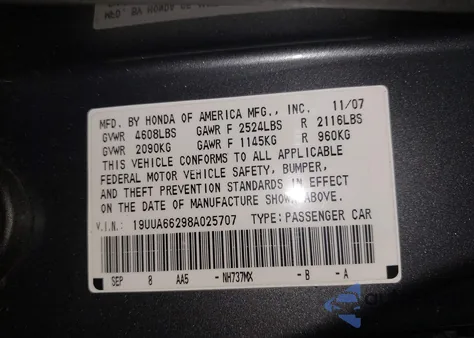 MFD. BY HONDA OF AMERICA MFG., INC. 11/07
GVWR 4608LBS GAWR F 2524LBS R 2116LBS
GVWR 2090KG GAWR F 1145KG R 960KG
THIS VEHICLE CONFORMS TO ALL APPLICABLE
FEDERAL MOTOR VEHICLE SAFETY, BUMPER,
AND THEFT PREVENTION STANDARDS IN EFFECT
ON THE DATE OF MANUFACTURE SHOWN ABOVE.
V.I.N.: 19UUA66298A025707 TYPE: PASSENGER CAR
SEP 8 AA5 -NH737MX -B -A